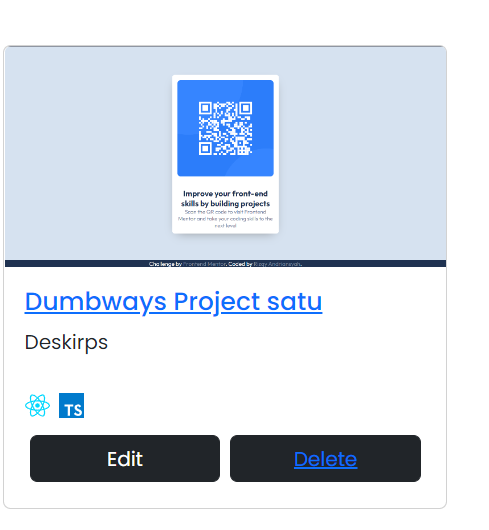 Improve your front-end
skills by building projects
Scan the QR code to visit Frontend
Mentor and take your coding skills to the
next level
Challenge by Frontend Mentor. Coded by Rizqy Andriansyah.
Dumbways Project satu
Deskirps
TS
Edit
Delete